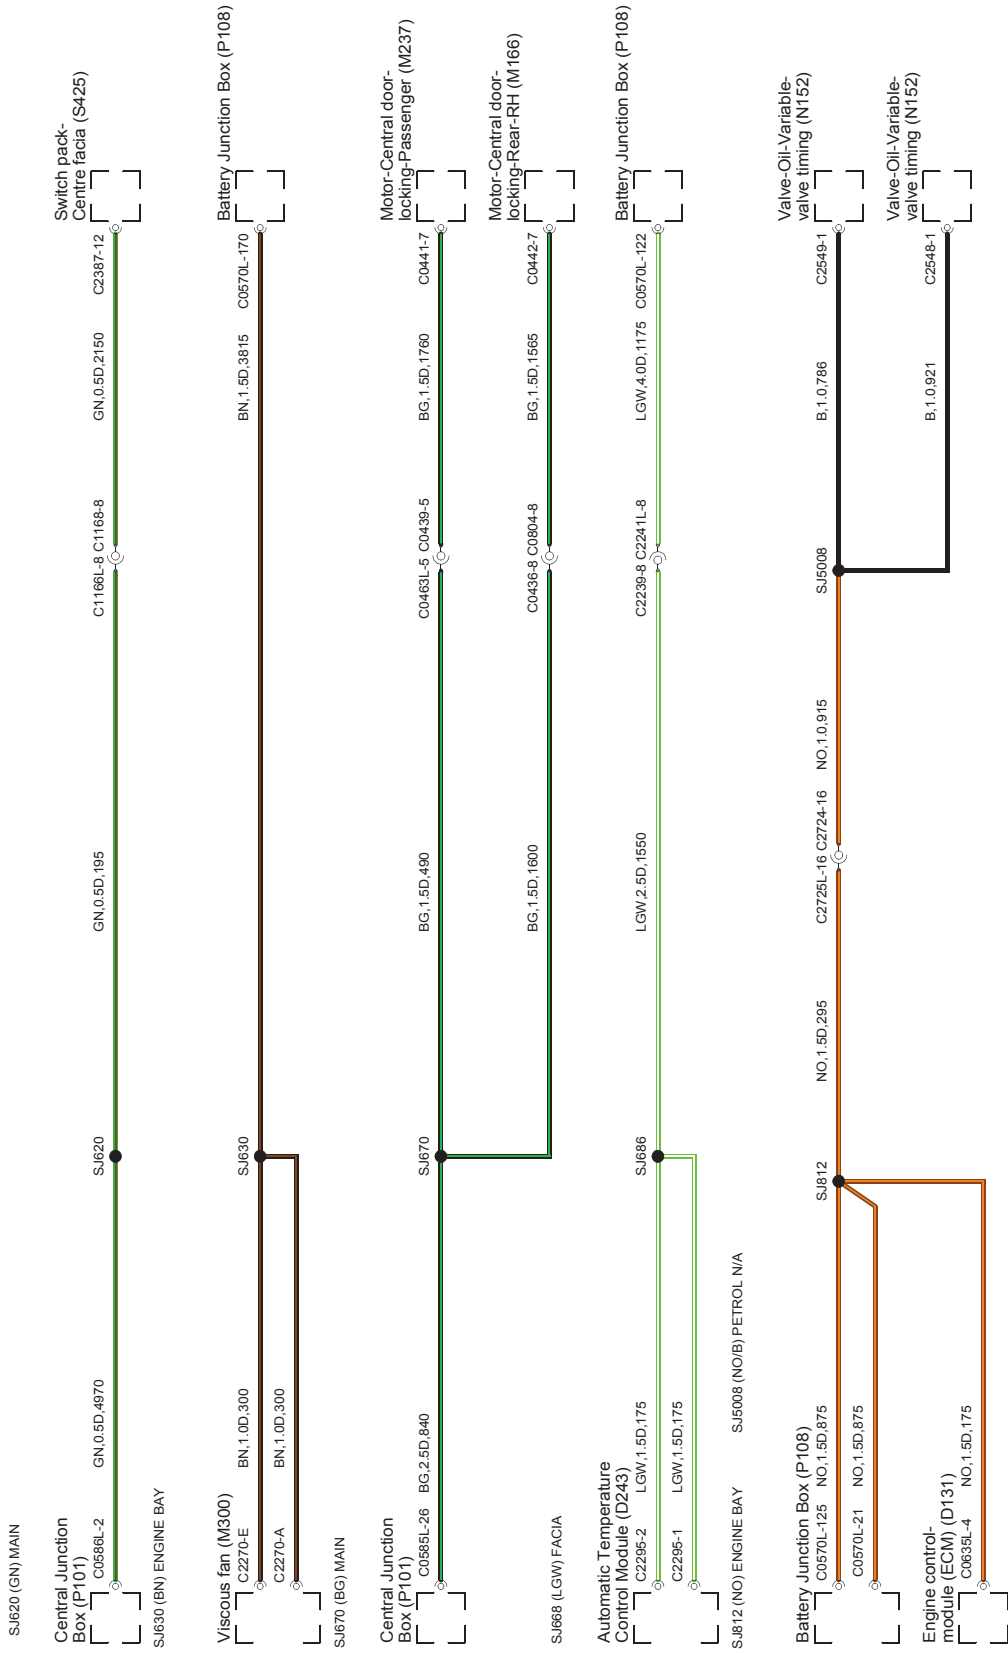 SJ620 (GN) MAIN
Central Junction
Box (P101)
C0586L-2
GN,0.5D,4970
SJ620
GN,0.5D,195
C1166L-8
C1168-8
GN,0.5D,2150
C2387-12
Switch pack-
Centre facia (S425)
SJ630 (BN) ENGINE BAY
Viscous fan (M300)
C2270-E
BN,1.0D,300
C2270-A
BN,1.0D,300
SJ630
BN,1.5D,3815
C0570L-170
Battery Junction Box (P108)
SJ670 (BG) MAIN
Central Junction
Box (P101)
C0585L-26
BG,2.5D,840
SJ670
BG,1.5D,490
C0463L-5
C0439-5
BG,1.5D,1760
C0441-7
Motor-Central door-
locking-Passenger (M237)
BG,1.5D,1600
C0436-8
C0804-8
BG,1.5D,1565
C0442-7
Motor-Central door-
locking-Rear-RH (M166)
SJ668 (LGW) FACIA
Automatic Temperature
Control Module (D243)
C2295-2
LGW,1.5D,175
C2295-1
LGW,1.5D,175
SJ686
LGW,2.5D,1550
C2239-8
C2241L-8
LGW,4.0D,1175
C0570L-122
Battery Junction Box (P108)
SJ812 (NO) ENGINE BAY
SJ5008 (NO/B) PETROL N/A
Battery Junction Box (P108)
C0570L-125
NO,1.5D,875
C0570L-21
NO,1.5D,875
Engine control-
module (ECM) (D131)
C0635L-4
NO,1.5D,175
SJ812
NO,1.5D,295
C2725L-16
C2724-16
NO,1.0,915
SJ5008
B,1.0,786
C2549-1
Valve-Oil-Variable-
valve timing (N152)
B,1.0,921
C2548-1
Valve-Oil-Variable-
valve timing (N152)